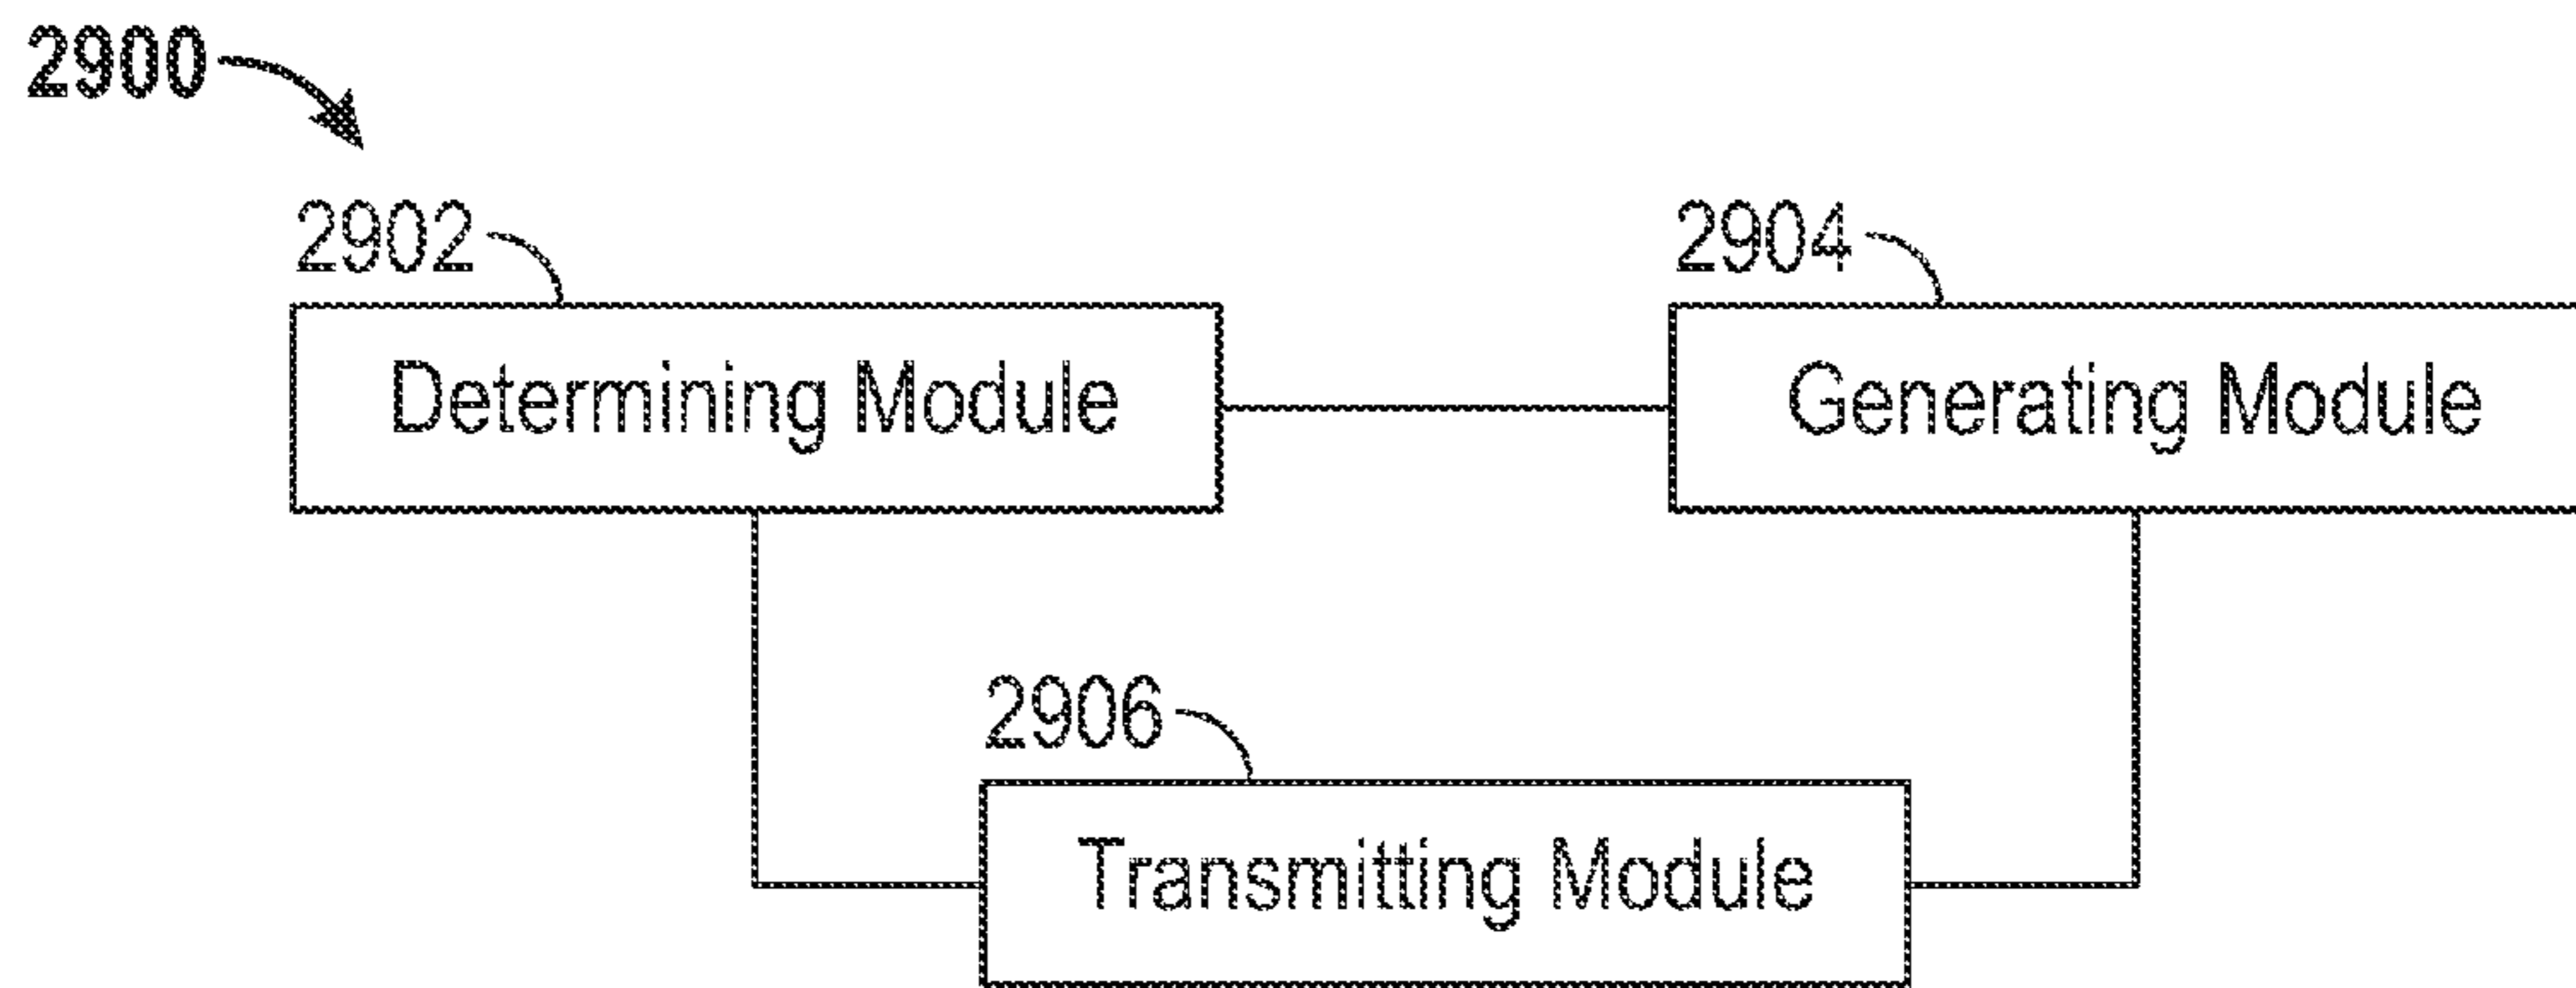 2900
2902
2904
Determining Module
Generating Module
2906
Transmitting Module